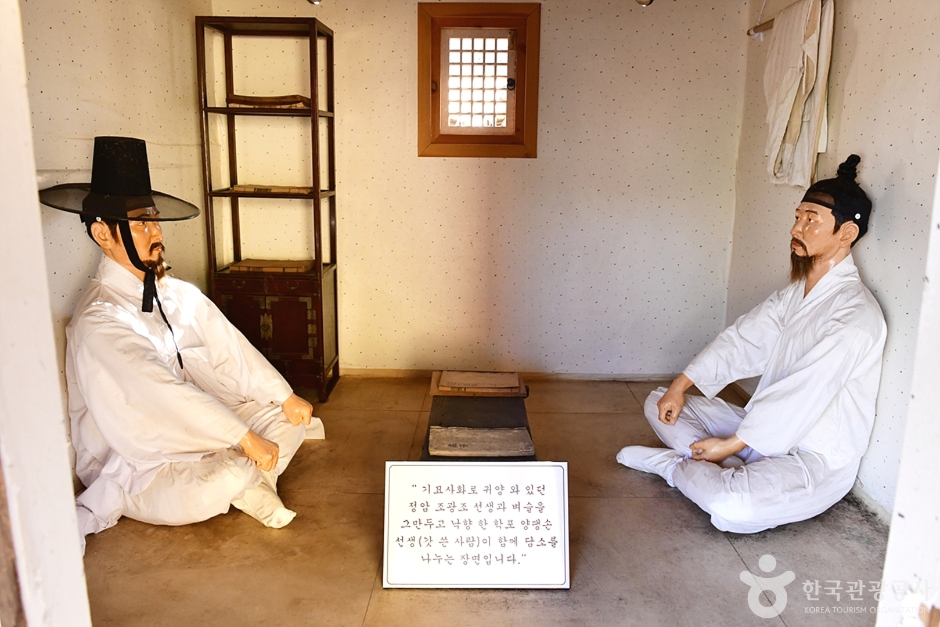 "기묘사화로 귀양 와 있던
정암 조광조 선생과 벼슬을
그만두고 낙향 한 학포 양팽손
선생(갓 쓴 사람)이 함께 담소를
나누는 장면입니다."
한국관광공사
KOREA TOURISM ORGANIZATION